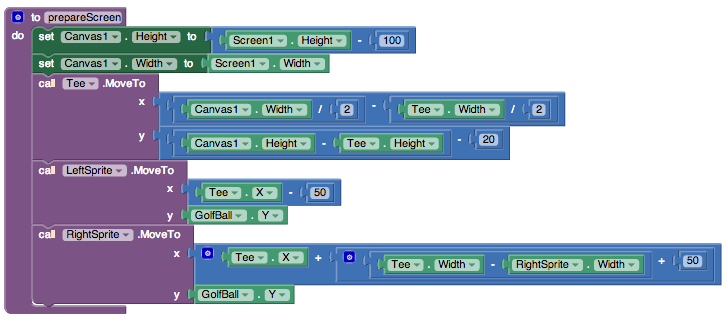 to prepareScreen
do set Canvas1 . Height to Screen1 . Height - 100
set Canvas1 . Width to Screen1 . Width
call Tee .MoveTo
x Canvas1 . Width / 2 - Tee . Width / 2
y Canvas1 . Height - Tee . Height - 20
call LeftSprite .MoveTo
x Tee . X - 50
y GolfBall . Y
call RightSprite .MoveTo
x Tee . X + Tee . Width - RightSprite . Width + 50
y GolfBall . Y